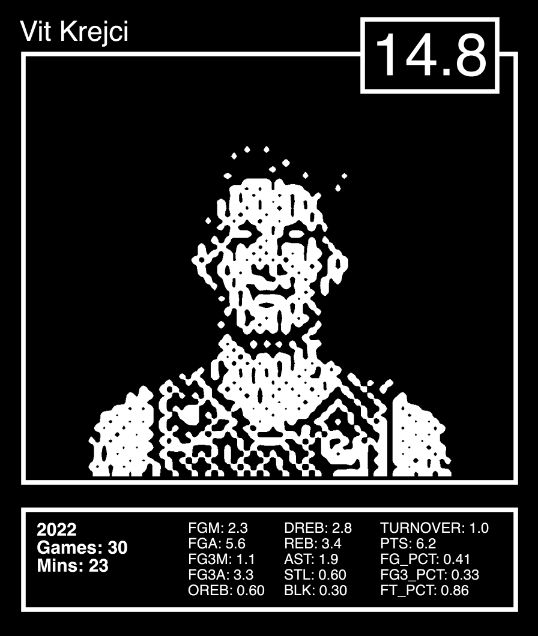 Vit Krejci
14.8
2022
Games: 30
Mins: 23
FGM: 2.3
FGA: 5.6
FG3M: 1.1
FG3A: 3.3
OREB: 0.60
DREB: 2.8
REB: 3.4
AST: 1.9
STL: 0.60
BLK: 0.30
TURNOVER: 1.0
PTS: 6.2
FG_PCT: 0.41
FG3_PCT: 0.33
FT_PCT: 0.86